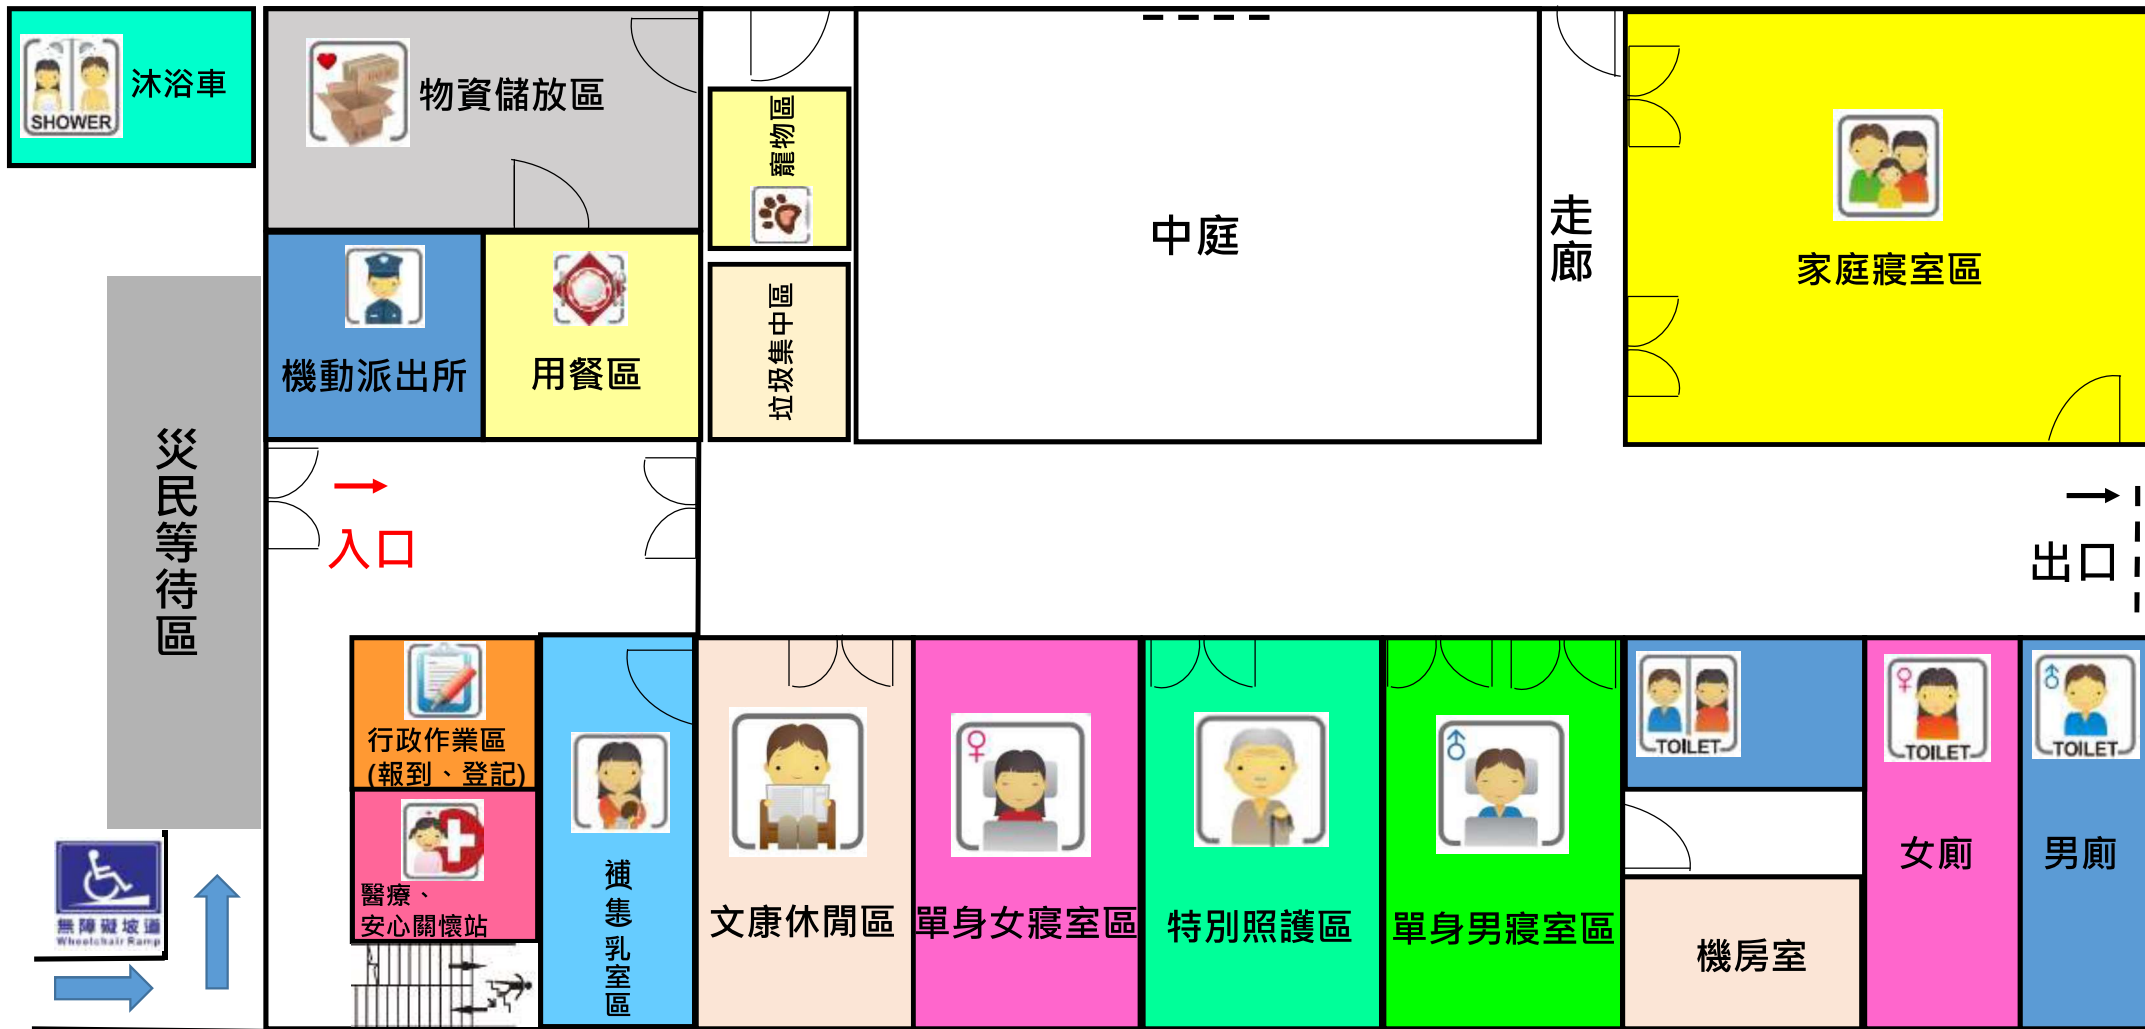 SHOWER
沐浴車
物資儲放區
寵物區
中庭
走廊
家庭寢室區
機動派出所
用餐區
垃圾集中區
災民等待區
入口
出口
行政作業區
(報到、登記)
醫療、
安心關懷站
補(集)乳室區
文康休閒區
單身女寢室區
特別照護區
單身男寢室區
TOILET
機房室
TOILET
女廁
TOILET
男廁
無障礙坡道
Wheelchair Ramp